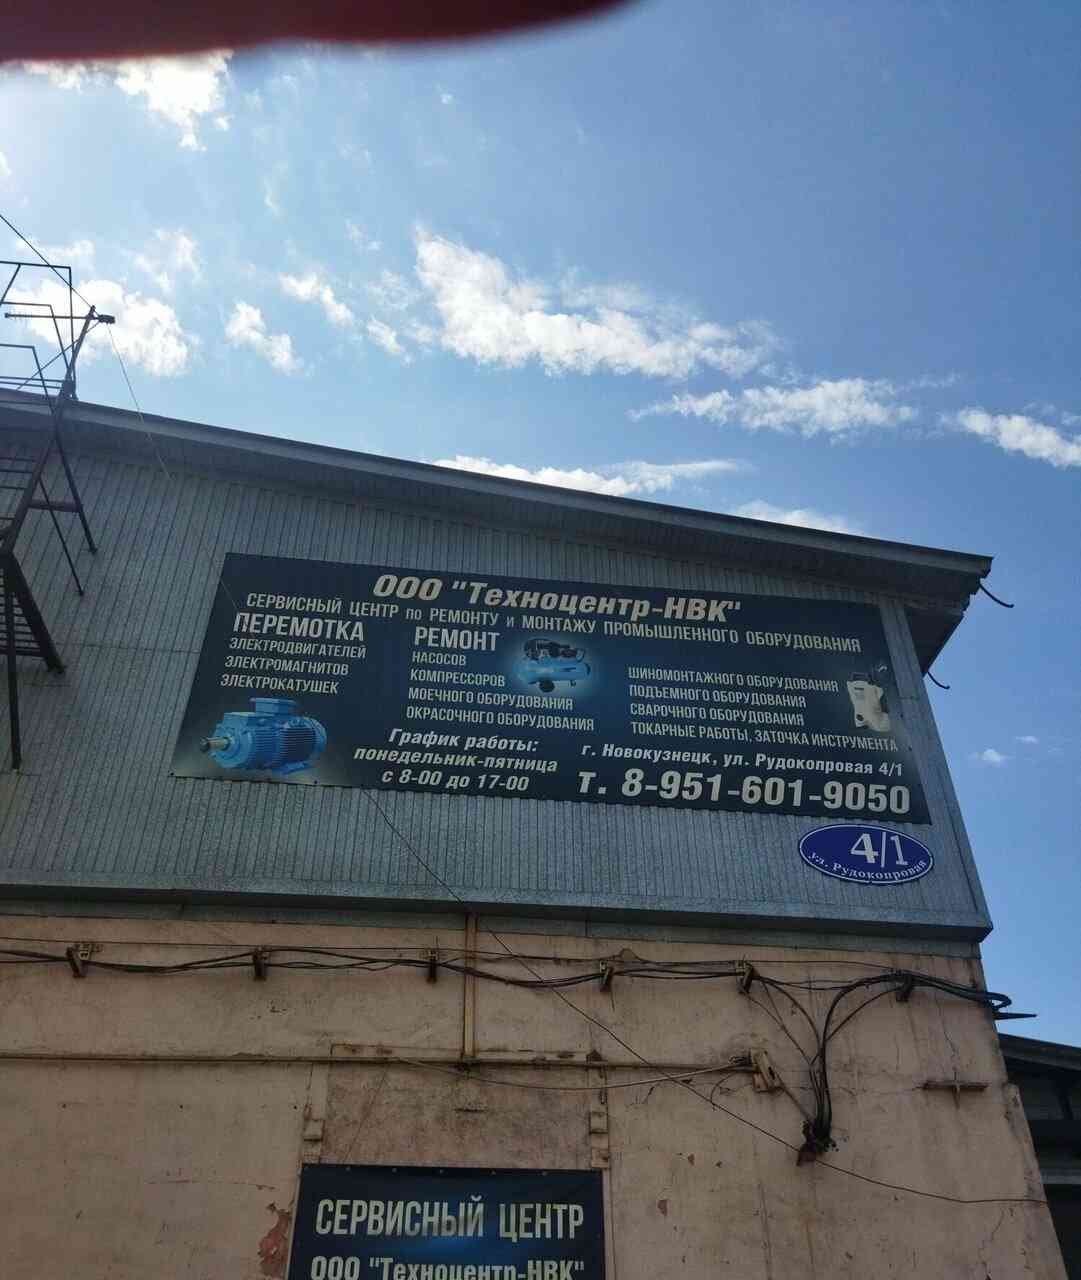 ООО "Техноцентр-НВК"
СЕРВИСНЫЙ ЦЕНТР по РЕМОНТУ и МОНТАЖУ ПРОМЫШЛЕННОГО ОБОРУДОВАНИЯ
ПЕРЕМОТКА
ЭЛЕКТРОДВИГАТЕЛЕЙ
ЭЛЕКТРОМАГНИТОВ
ЭЛЕКТРОКАТУШЕК
РЕМОНТ
НАСОСОВ
КОМПРЕССОРОВ
МОЕЧНОГО ОБОРУДОВАНИЯ
ОКРАСОЧНОГО ОБОРУДОВАНИЯ
ШИНОМОНТАЖНОГО ОБОРУДОВАНИЯ
ПОДЪЕМНОГО ОБОРУДОВАНИЯ
СВАРОЧНОГО ОБОРУДОВАНИЯ
ТОКАРНЫЕ РАБОТЫ, ЗАТОЧКА ИНСТРУМЕНТА
График работы:
понедельник-пятница
с 8-00 до 17-00
г. Новокузнецк, ул. Рудокопровая 4/1
т. 8-951-601-9050
4/1
ул. Рудокопровая
СЕРВИСНЫЙ ЦЕНТР
ООО "Техноцентр-НВК"